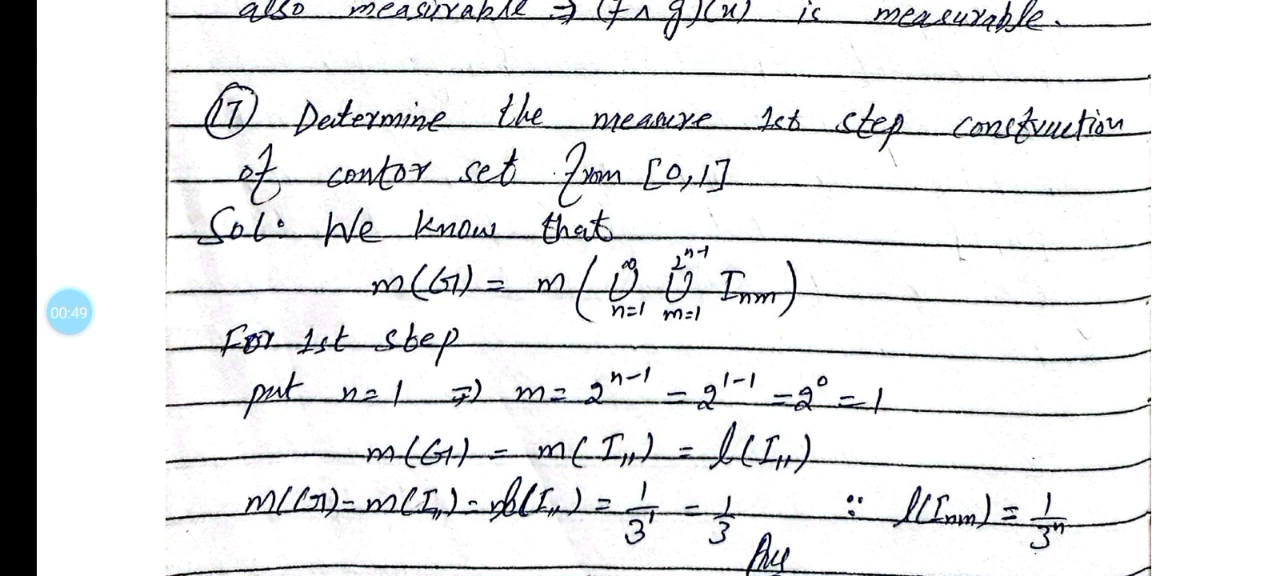 also measurable ⇒ (f ∧ g)(x) is measurable.
(17) Determine the measure 1st step construction
of contor set from [0,1]
Sol: We know that
m(G) = m( ∞∪n=1 2^{n-1}∪m=1 I_{nm})
For 1st step
put n=1 ⇒ m = 2^{n-1} = 2^{1-1} = 2^0 = 1
m(G) = m(I_{11}) = l(I_{11})
m(G) = m(I_{11}) = l(I_{11}) = 1/3^1 = 1/3 ∵ l(I_{nm}) = 1/3^n
Ans
00:49